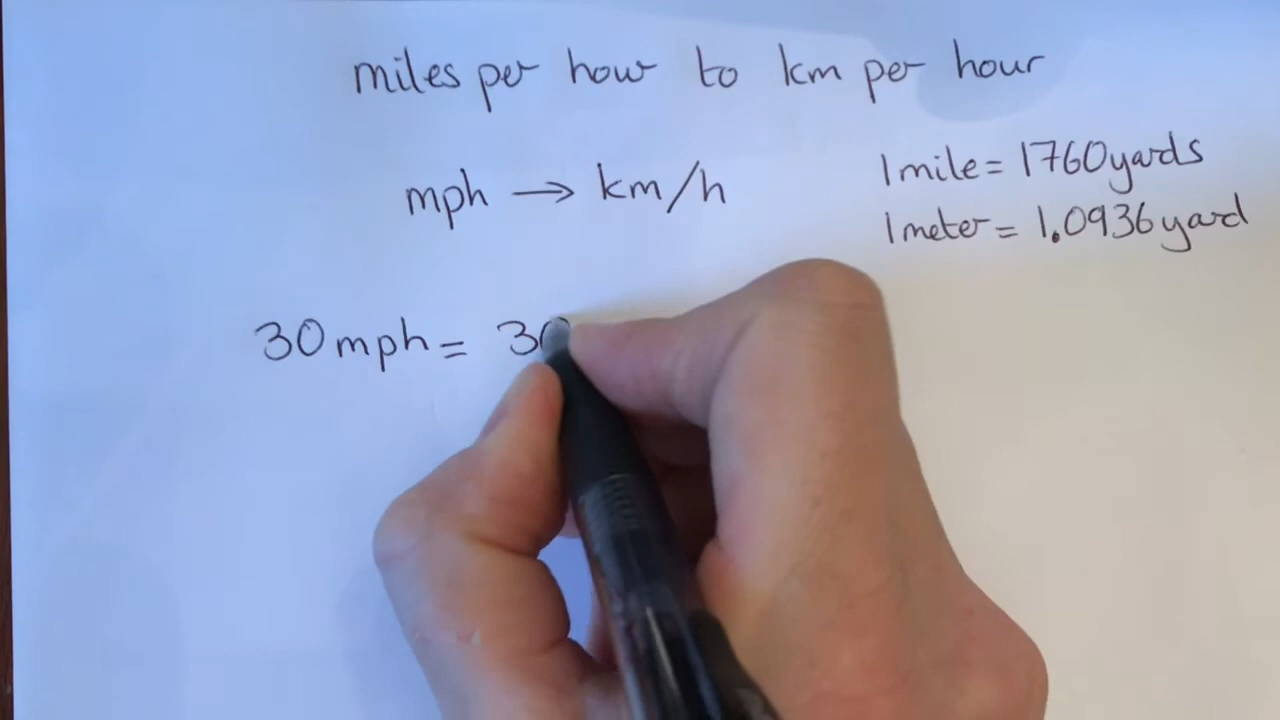 miles per hour to km per hour
mph → km/h
1 mile = 1760 yards
1 meter = 1.0936 yard
30 mph = 30